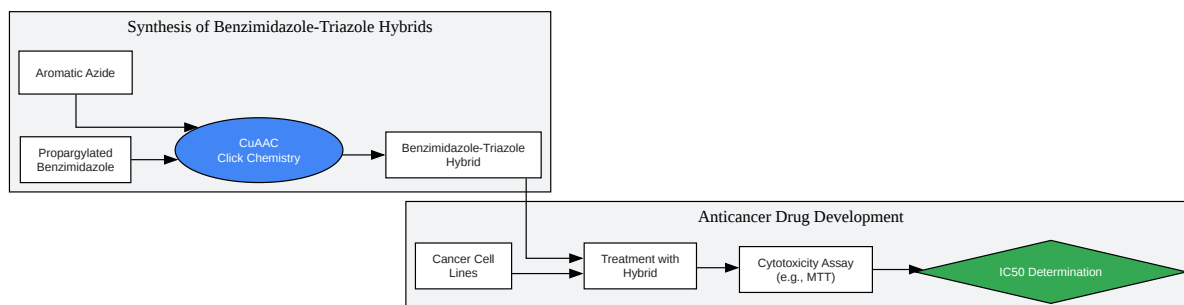 Synthesis of Benzimidazole-Triazole Hybrids
Aromatic Azide
Propargylated
Benzimidazole
CuAAC
Click Chemistry
Benzimidazole-Triazole
Hybrid
Anticancer Drug Development
Cancer Cell
Lines
Treatment with
Hybrid
Cytotoxicity Assay
(e.g., MTT)
IC50 Determination